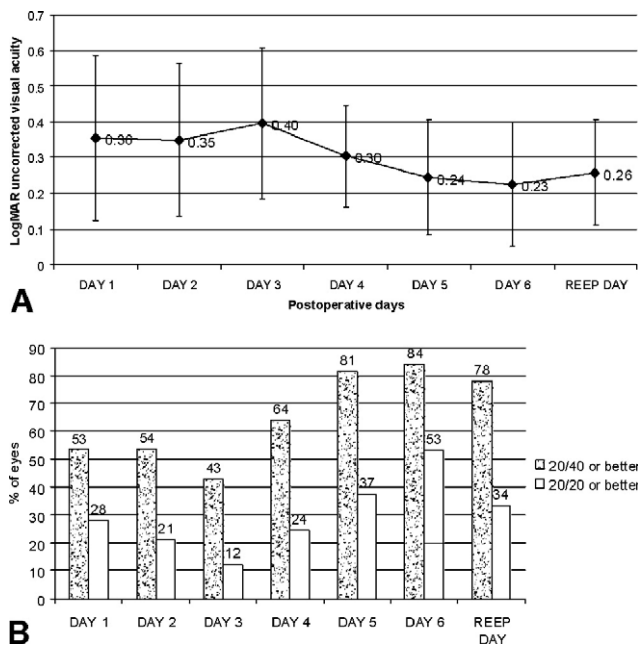 0.7
0.6
0.5
0.4
0.3
0.2
0.1
0
LogMAR uncorrected visual acuity
0.36
0.35
0.40
0.30
0.24
0.23
0.26
DAY 1 DAY 2 DAY 3 DAY 4 DAY 5 DAY 6 REEP DAY
Postoperative days
A
90
80
70
60
50
40
30
20
10
0
% of eyes
53 54 43 64 81 84 78
28 21 12 24 37 53 34
20/40 or better
20/20 or better
DAY 1 DAY 2 DAY 3 DAY 4 DAY 5 DAY 6 REEP
DAY
B